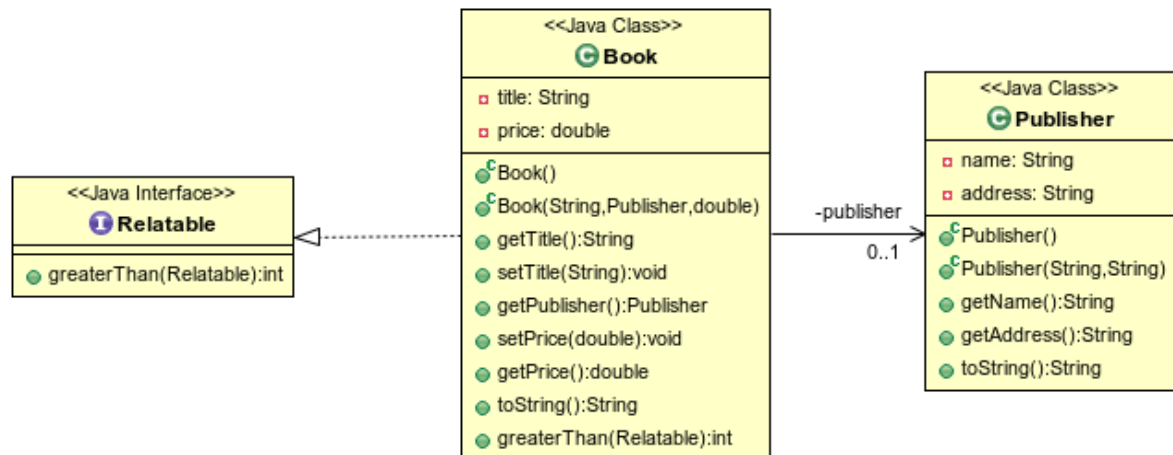 <<Java Interface>>
Relatable
greaterThan(Relatable):int
<<Java Class>>
Book
title: String
price: double
Book()
Book(String,Publisher,double)
getTitle():String
setTitle(String):void
getPublisher():Publisher
setPrice(double):void
getPrice():double
toString():String
greaterThan(Relatable):int
-publisher
0..1
<<Java Class>>
Publisher
name: String
address: String
Publisher()
Publisher(String,String)
getName():String
getAddress():String
toString():String